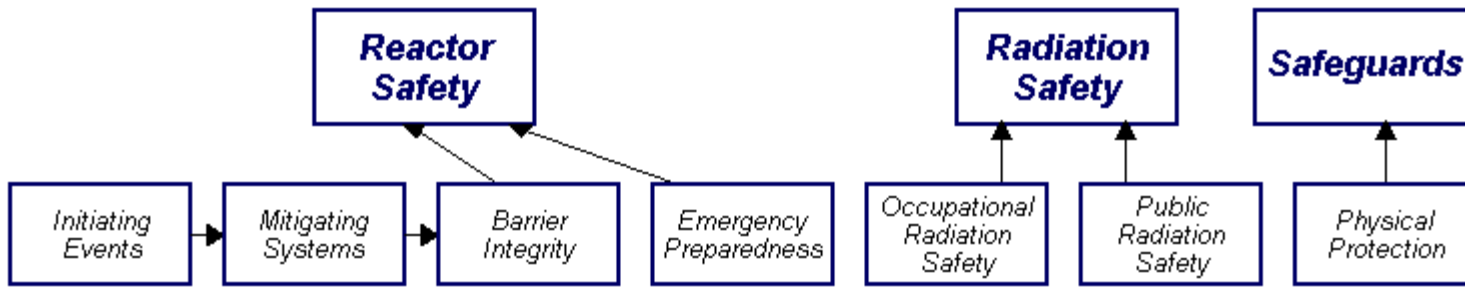 Reactor
Safety
Radiation
Safety
Safeguards
Initiating
Events
Mitigating
Systems
Barrier
Integrity
Emergency
Preparedness
Occupational
Radiation
Safety
Public
Radiation
Safety
Physical
Protection